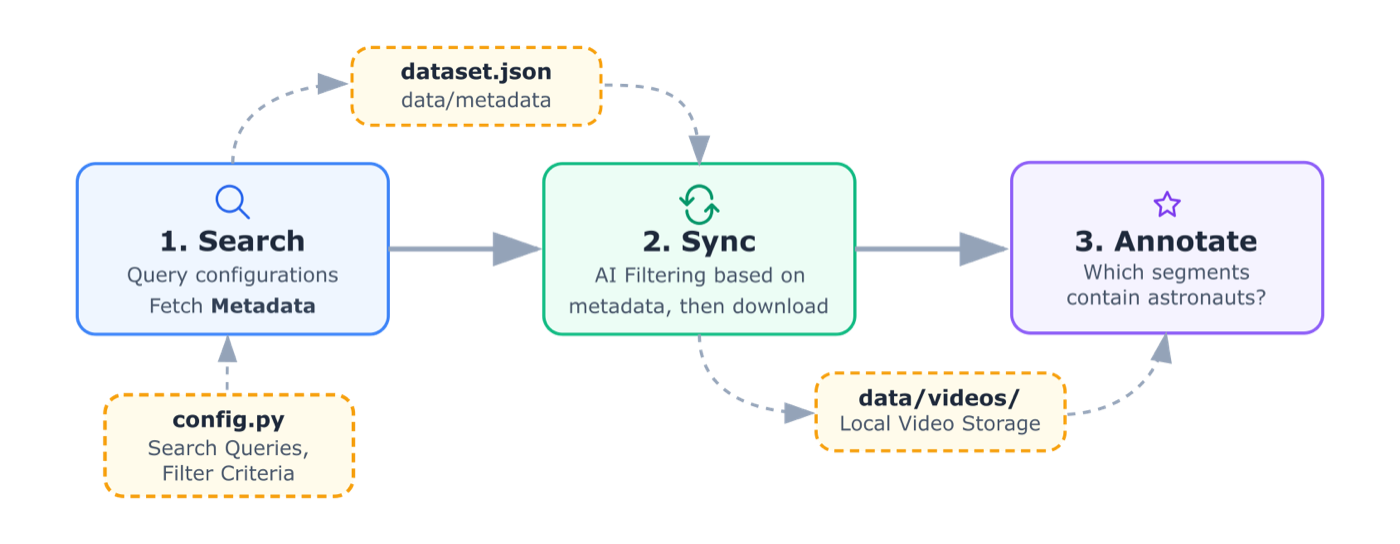 dataset.json
data/metadata
1. Search
Query configurations
Fetch Metadata
2. Sync
AI Filtering based on
metadata, then download
3. Annotate
Which segments
contain astronauts?
config.py
Search Queries,
Filter Criteria
data/videos/
Local Video Storage